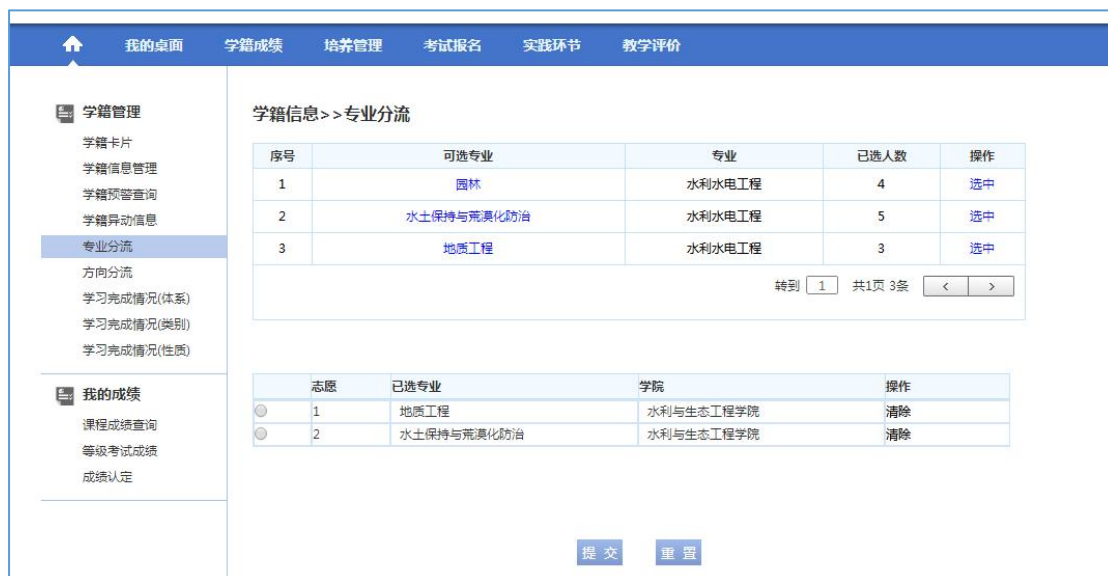 我的桌面 学籍成绩 培养管理 考试报名 实践环节 教学评价
学籍管理
学籍卡片
学籍信息管理
学籍预警查询
学籍异动信息
专业分流
方向分流
学习完成情况(体系)
学习完成情况(类别)
学习完成情况(性质)
我的成绩
课程成绩查询
等级考试成绩
成绩认定
学籍信息>>专业分流
序号 可选专业 专业 已选人数 操作
1 园林 水利水电工程 4 选中
2 水土保持与荒漠化防治 水利水电工程 5 选中
3 地质工程 水利水电工程 3 选中
转到 1 共1页 3条 < >
志愿 已选专业 学院 操作
1 地质工程 水利与生态工程学院 清除
2 水土保持与荒漠化防治 水利与生态工程学院 清除
提 交 重 置